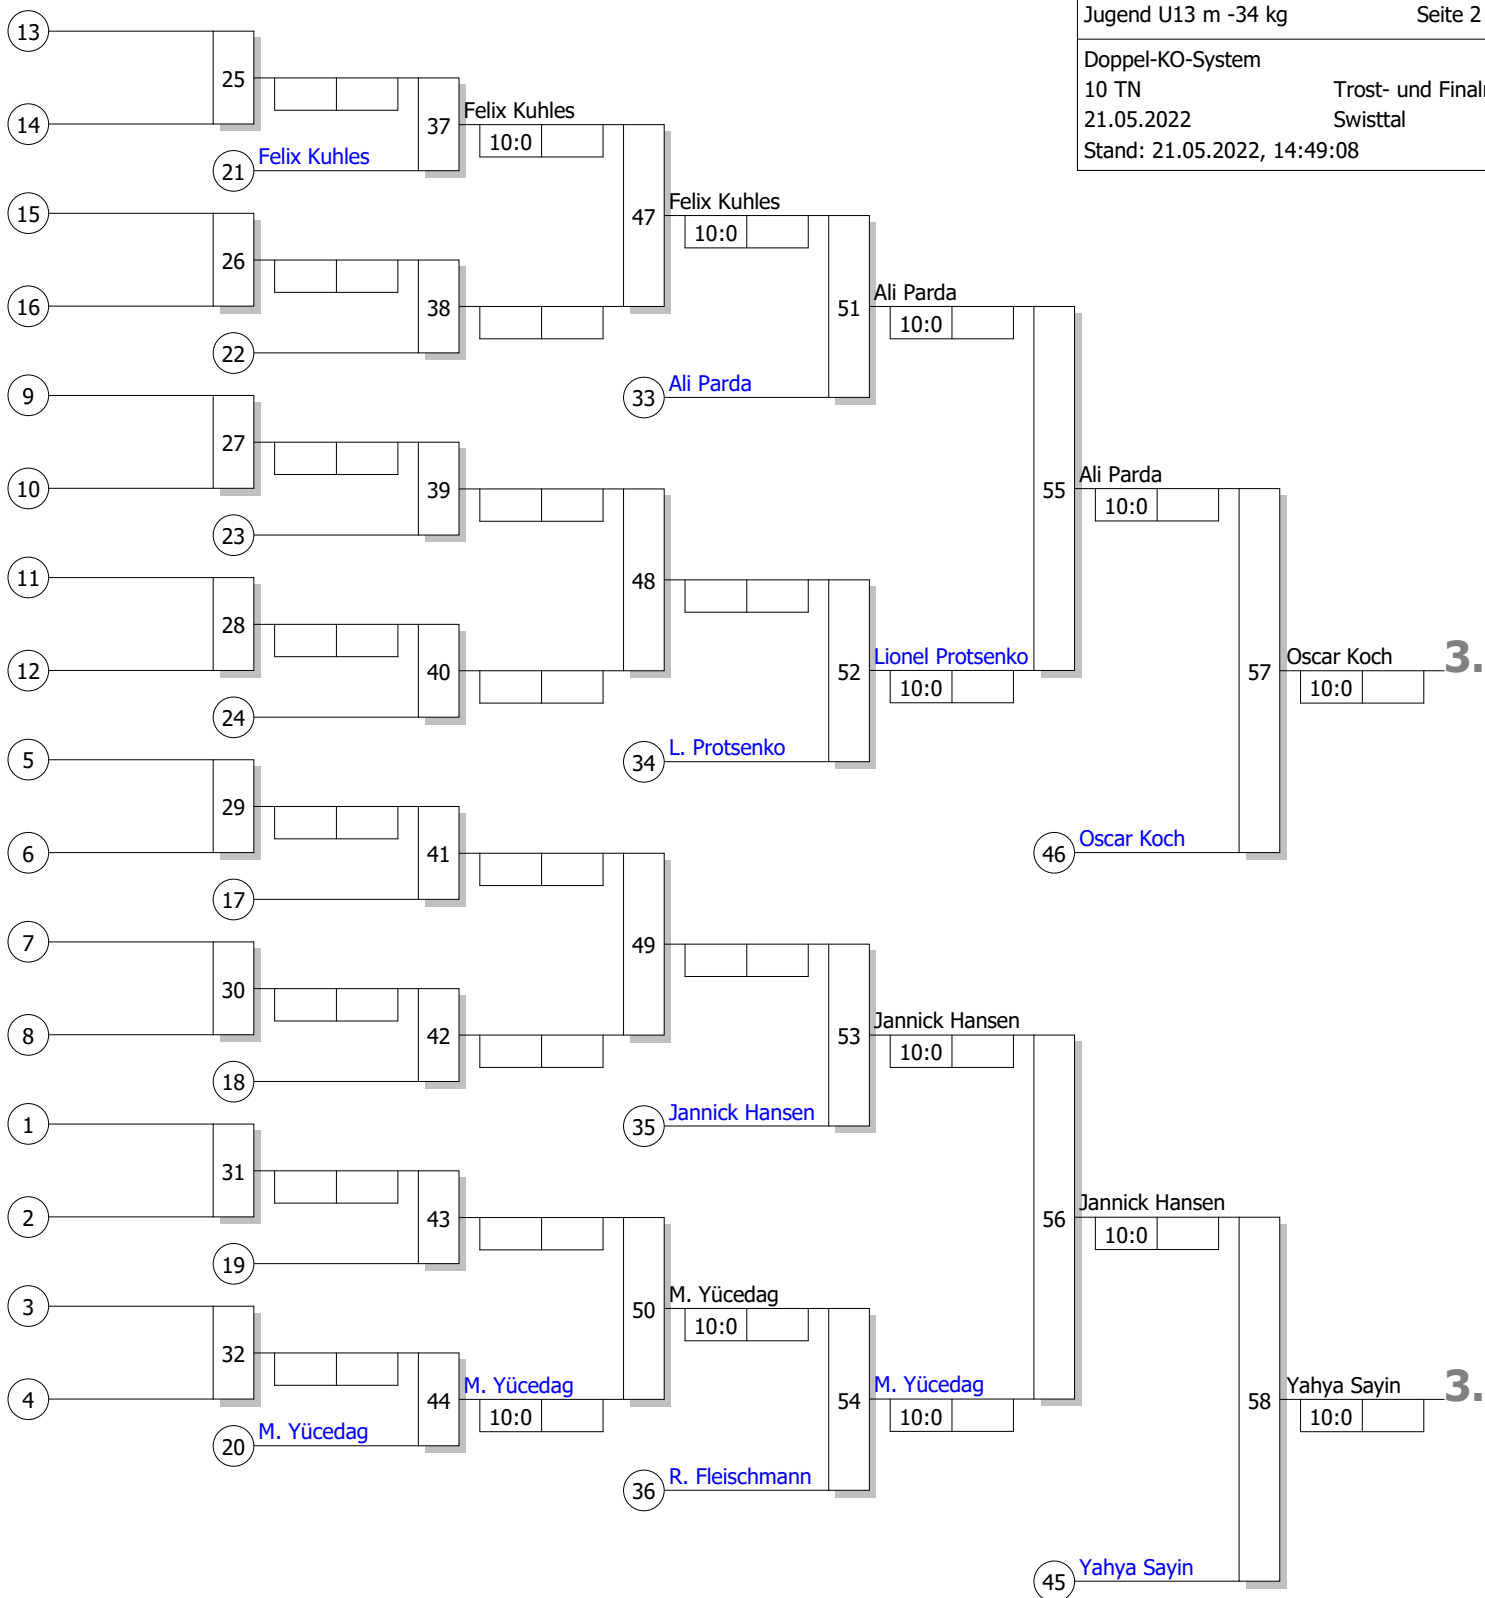 Jugend U13 m -34 kg Seite 2
Doppel-KO-System
10 TN Trost- und Final
21.05.2022 Swisttal
Stand: 21.05.2022, 14:49:08
13
25
14
37
Felix Kuhles
10:0
21
Felix Kuhles
15
47
Felix Kuhles
10:0
26
16
38
22
51
Ali Parda
10:0
9
33
Ali Parda
27
10
39
23
55
Ali Parda
10:0
11
48
28
12
40
24
52
Lionel Protsenko
10:0
57
Oscar Koch
10:0
3.
5
34
L. Protsenko
29
6
41
17
46
Oscar Koch
7
49
30
8
42
18
53
Jannick Hansen
10:0
1
35
Jannick Hansen
31
2
43
19
56
Jannick Hansen
10:0
3
50
M. Yücedag
10:0
32
4
44
M. Yücedag
10:0
20
M. Yücedag
54
M. Yücedag
10:0
58
Yahya Sayin
10:0
3.
36
R. Fleischmann
45
Yahya Sayin